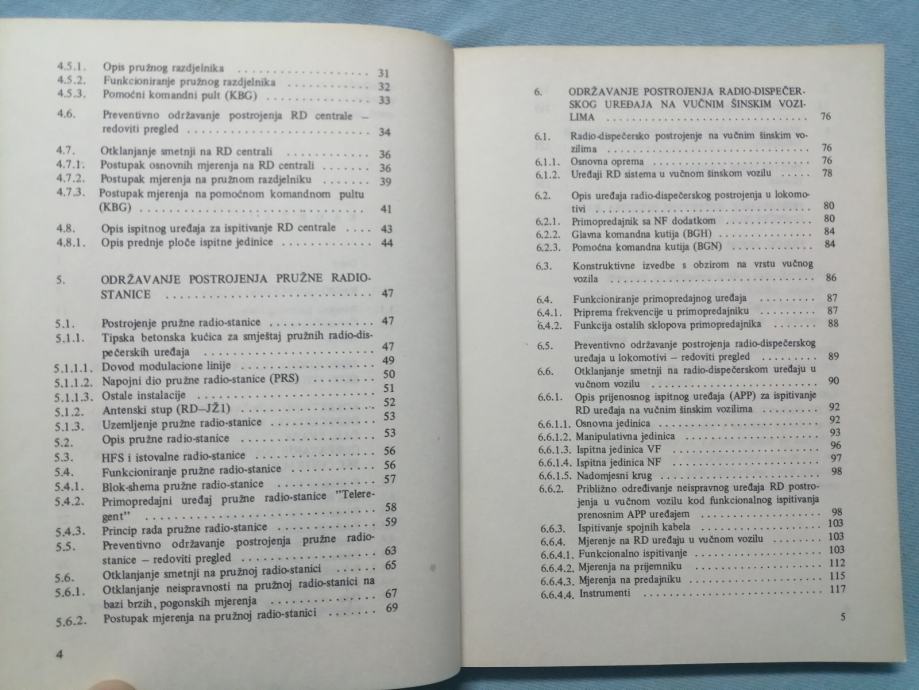 4.5.1. Opis pružnog razdjelnika . . . . . . . . . . . . . . . . . . . . 31
4.5.2. Funkcioniranje pružnog razdjelnika . . . . . . . . . . . . . . 32
4.5.3. Pomoćni komandni pult (KBG) . . . . . . . . . . . . . . . . . 33
4.6. Preventivno održavanje postrojenja RD centrale –
redoviti pregled . . . . . . . . . . . . . . . . . . . . . . . . 34
4.7. Otklanjanje smetnji na RD centrali . . . . . . . . . . . . . . 36
4.7.1. Postupak osnovnih mjerenja na RD centrali . . . . . . . . . 36
4.7.2. Postupak mjerenja na pružnom razdjelniku . . . . . . . . . 39
4.7.3. Postupak mjerenja na pomoćnom komandnom pultu
(KBG) . . . . . . . . . . . . . . . . . . . . . . . . . . . . 41
4.8. Opis ispitnog uređaja za ispitivanje RD centrale . . . . 43
4.8.1. Opis prednje ploče ispitne jedinice . . . . . . . . . . . . . . 44
5. ODRŽAVANJE POSTROJENJA PRUŽNE RADIO-
STANICE . . . . . . . . . . . . . . . . . . . . . . . . . . 47
5.1. Postrojenje pružne radio-stanice . . . . . . . . . . . . . . . 47
5.1.1. Tipska betonska kućica za smještaj pružnih radio-dis-
pečerskih uređaja . . . . . . . . . . . . . . . . . . . . . . . 47
5.1.1.1. Dovod modulacione linije . . . . . . . . . . . . . . . . . . 49
5.1.1.2. Napojni dio pružne radio-stanice (PRS) . . . . . . . . . . . 50
5.1.1.3. Ostale instalacije . . . . . . . . . . . . . . . . . . . . . . . 51
5.1.2. Antenski stup (RD–JŽ1) . . . . . . . . . . . . . . . . . . . 52
5.1.3. Uzemljenje pružne radio-stanice . . . . . . . . . . . . . . . 53
5.2. Opis pružne radio-stanice . . . . . . . . . . . . . . . . . . 53
5.3. HFS i istovalne radio-stanice . . . . . . . . . . . . . . . . . 56
5.4. Funkcioniranje pružne radio-stanice . . . . . . . . . . . . . 56
5.4.1. Blok-shema pružne radio-stanice . . . . . . . . . . . . . . . 57
5.4.2. Primopredajni uređaj pružne radio-stanice "Telere-
gent" . . . . . . . . . . . . . . . . . . . . . . . . . . . . . 58
5.4.3. Princip rada pružne radio-stanice . . . . . . . . . . . . . . 59
5.5. Preventivno održavanje postrojenja pružne radio-
stanice – redoviti pregled . . . . . . . . . . . . . . . . . . . 63
5.6. Otklanjanje smetnji na pružnoj radio-stanici . . . . . . . . 65
5.6.1. Otklanjanje neispravnosti na pružnoj radio-stanici na
bazi brzih, pogonskih mjerenja . . . . . . . . . . . . . . . . 67
5.6.2. Postupak mjerenja na pružnoj radio-stanici . . . . . . . . . 69
4
6. ODRŽAVANJE POSTROJENJA RADIO-DISPEČER-
SKOG UREĐAJA NA VUČNIM ŠINSKIM VOZI-
LIMA . . . . . . . . . . . . . . . . . . . . . . . . . . . 76
6.1. Radio-dispečersko postrojenje na vučnim šinskim vo-
zilima . . . . . . . . . . . . . . . . . . . . . . . . . . . . . 76
6.1.1. Osnovna oprema . . . . . . . . . . . . . . . . . . . . . . . 76
6.1.2. Uređaji RD sistema u vučnom šinskom vozilu . . . . . . . 78
6.2. Opis uređaja radio-dispečerskog postrojenja u lokomo-
tivi . . . . . . . . . . . . . . . . . . . . . . . . . . . . . . 80
6.2.1. Primopredajnik sa NF dodatkom . . . . . . . . . . . . . . 80
6.2.2. Glavna komandna kutija (BGH) . . . . . . . . . . . . . . . 84
6.2.3. Pomoćna komandna kutija (BGN) . . . . . . . . . . . . . . 84
6.3. Konstruktivne izvedbe s obzirom na vrstu vučnog
vozila . . . . . . . . . . . . . . . . . . . . . . . . . . . . . 86
6.4. Funkcioniranje primopredajnog uređaja . . . . . . . . . . 87
6.4.1. Priprema frekvencije u primopredajniku . . . . . . . . . . 87
6.4.2. Funkcija ostalih sklopova primopredajnika . . . . . . . . . 88
6.5. Preventivno održavanje postrojenja radio-dispečerskog
uređaja u lokomotivi – redoviti pregled . . . . . . . . . . 89
6.6. Otklanjanje smetnji na radio-dispečerskom uređaju u
vučnom vozilu . . . . . . . . . . . . . . . . . . . . . . . . 90
6.6.1. Opis prijenosnog ispitnog uređaja (APP) za ispitivanje
RD uređaja na vučnim šinskim vozilima . . . . . . . . . . 92
6.6.1.1. Osnovna jedinica . . . . . . . . . . . . . . . . . . . . . . . 92
6.6.1.2. Manipulativna jedinica . . . . . . . . . . . . . . . . . . . . 93
6.6.1.3. Ispitna jedinica VF . . . . . . . . . . . . . . . . . . . . . . 96
6.6.1.4. Ispitna jedinica NF . . . . . . . . . . . . . . . . . . . . . . 97
6.6.1.5. Nadomjesni krug . . . . . . . . . . . . . . . . . . . . . . . 98
6.6.2. Približno određivanje neispravnog uređaja RD postro-
jenja u vučnom vozilu kod funkcionalnog ispitivanja
prenosnim APP uređajem . . . . . . . . . . . . . . . . . . 98
6.6.3. Ispitivanje spojnih kabela . . . . . . . . . . . . . . . . . . 103
6.6.4. Mjerenje na RD uređaju u vučnom vozilu . . . . . . . . . 103
6.6.4.1. Funkcionalno ispitivanje . . . . . . . . . . . . . . . . . . . 103
6.6.4.2. Mjerenja na prijemniku . . . . . . . . . . . . . . . . . . . 112
6.6.4.3. Mjerenja na predajniku . . . . . . . . . . . . . . . . . . . 115
6.6.4.4. Instrumenti . . . . . . . . . . . . . . . . . . . . . . . . . . 117
5